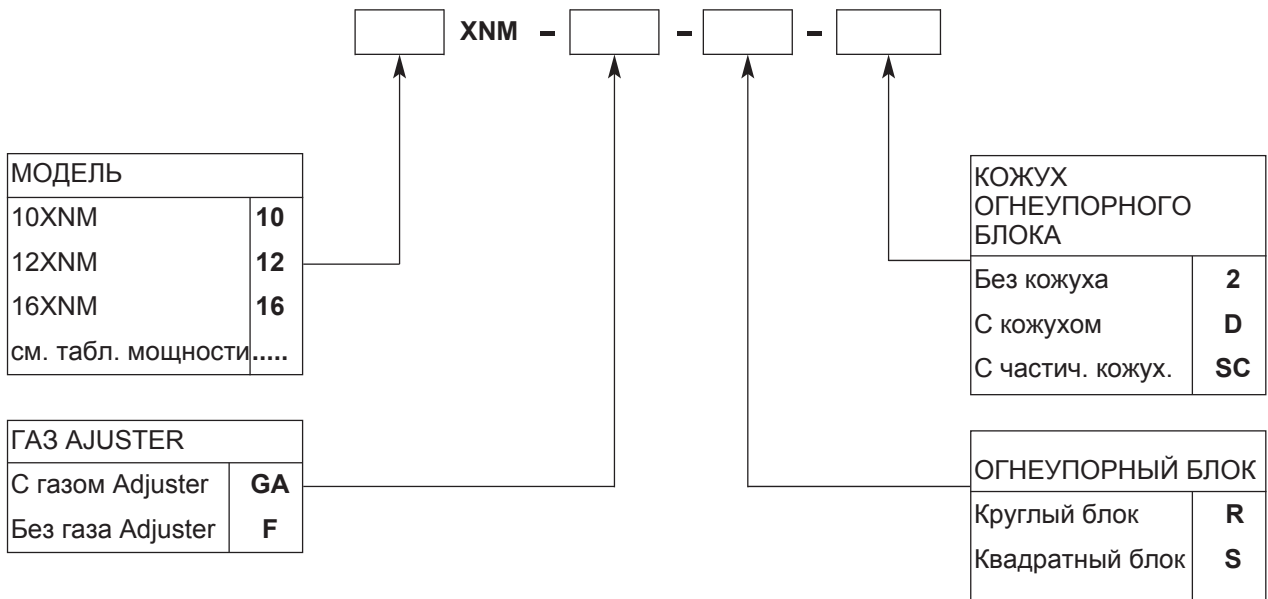 XNM - - -
МОДЕЛЬ
10XNM 10
12XNM 12
16XNM 16
см. табл. мощности .....
ГАЗ AJUSTER
С газом Adjuster GA
Без газа Adjuster F
КОЖУХ
ОГНЕУПОРНОГО
БЛОКА
Без кожуха 2
С кожухом D
С частич. кожух. SC
ОГНЕУПОРНЫЙ БЛОК
Круглый блок R
Квадратный блок S